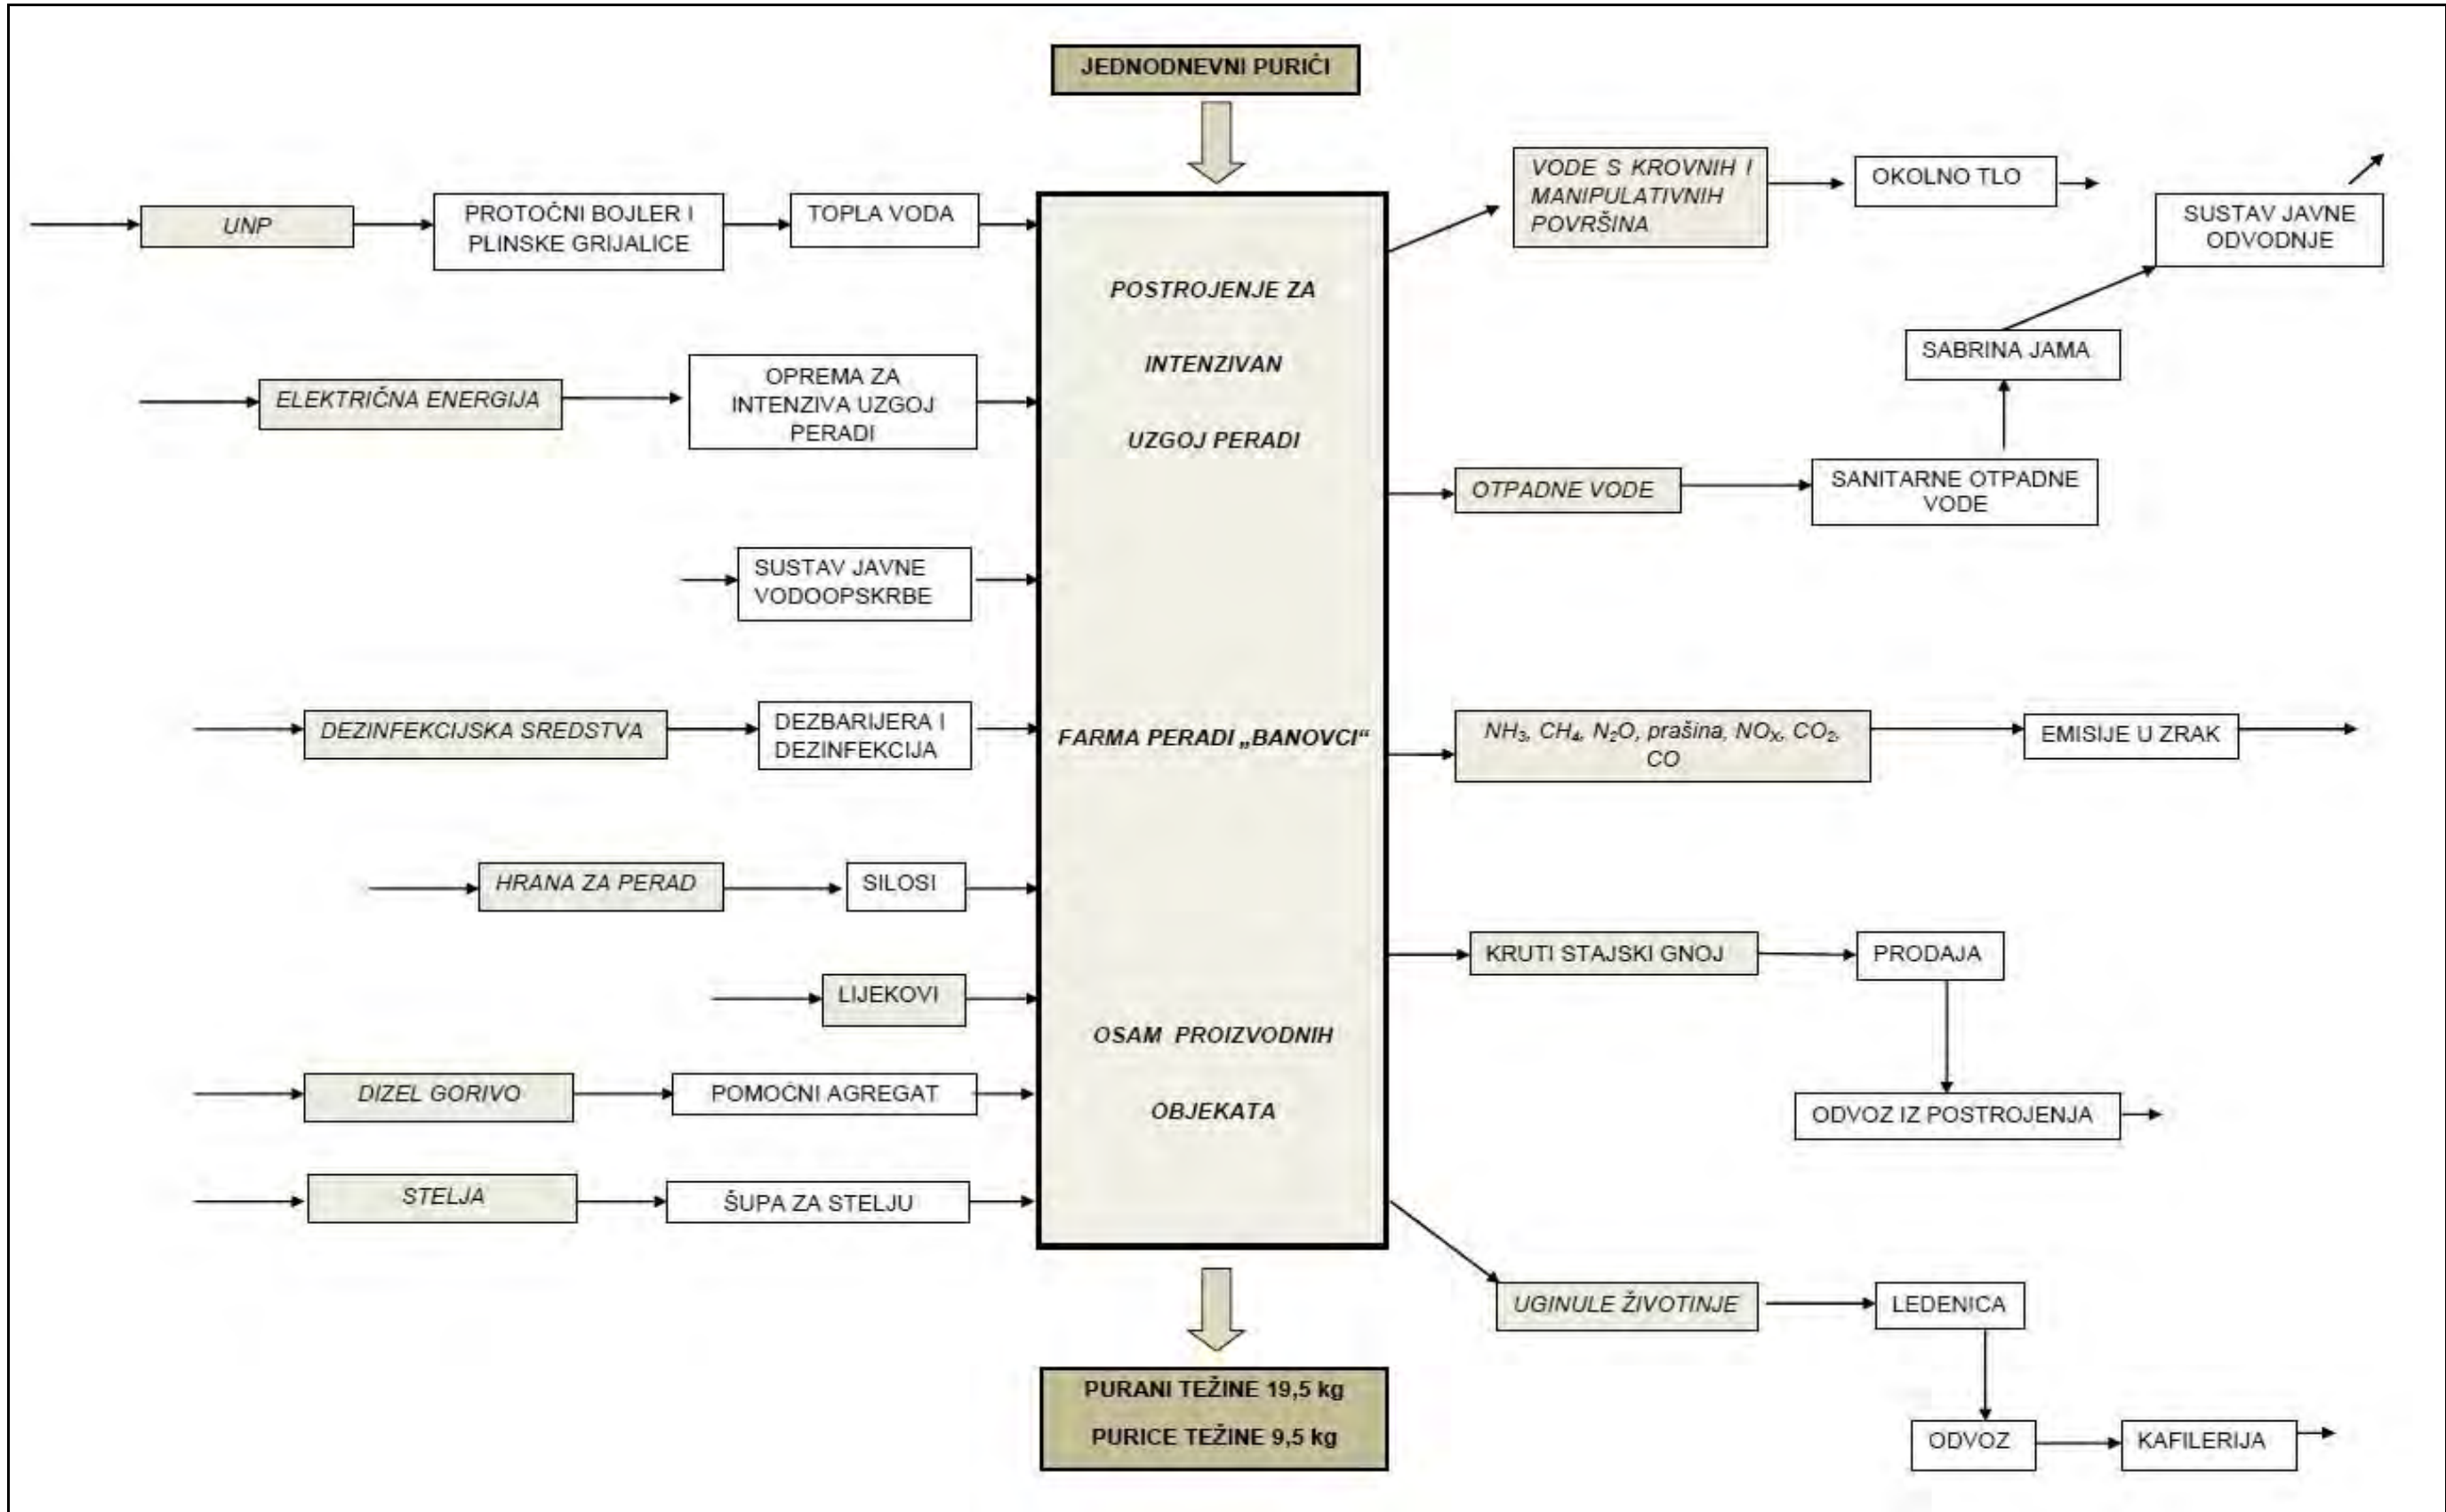 JEDNODNEVNI PURIĆI
UNP
PROTOČNI BOJLER I
PLINSKE GRIJALICE
TOPLA VODA
ELEKTRIČNA ENERGIJA
OPREMA ZA
INTENZIVA UZGOJ
PERADI
SUSTAV JAVNE
VODOOPSKRBE
DEZINFEKCIJSKA SREDSTVA
DEZBARIJERA I
DEZINFEKCIJA
HRANA ZA PERAD
SILOSI
LIJEKOVI
DIZEL GORIVO
POMOĆNI AGREGAT
STELJA
ŠUPA ZA STELJU
POSTROJENJE ZA
INTENZIVAN
UZGOJ PERADI
FARMA PERADI „BANOVCI“
OSAM PROIZVODNIH
OBJEKATA
VODE S KROVNIH I
MANIPULATIVNIH
POVRŠINA
OKOLNO TLO
SUSTAV JAVNE
ODVODNJE
SABRINA JAMA
OTPADNE VODE
SANITARNE OTPADNE
VODE
NH₃, CH₄, N₂O, prašina, NOₓ, CO₂,
CO
EMISIJE U ZRAK
KRUTI STAJSKI GNOJ
PRODAJA
ODVOZ IZ POSTROJENJA
UGINULE ŽIVOTINJE
LEDENICA
ODVOZ
KAFILERIJA
PURANI TEŽINE 19,5 kg
PURICE TEŽINE 9,5 kg